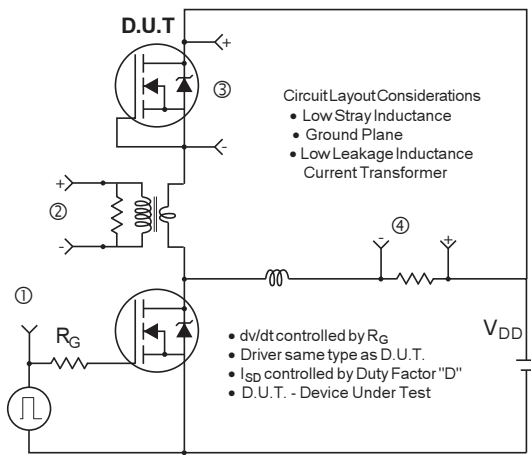 D.U.T
+
③
-
Circuit Layout Considerations
• Low Stray Inductance
• Ground Plane
• Low Leakage Inductance
Current Transformer
+
②
-
④
-
+
①
R_G
V_DD
• dv/dt controlled by R_G
• Driver same type as D.U.T.
• I_SD controlled by Duty Factor "D"
• D.U.T. - Device Under Test